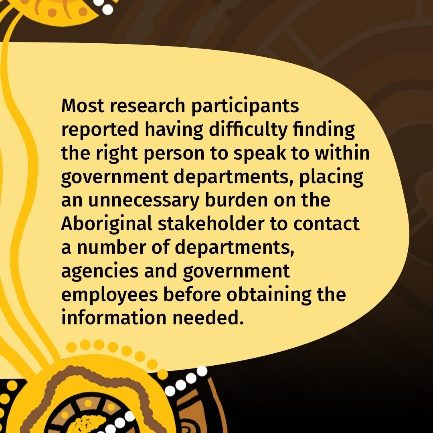 Most research participants
reported having difficulty finding
the right person to speak to within
government departments, placing
an unnecessary burden on the
Aboriginal stakeholder to contact
a number of departments,
agencies and government
employees before obtaining the
information needed.